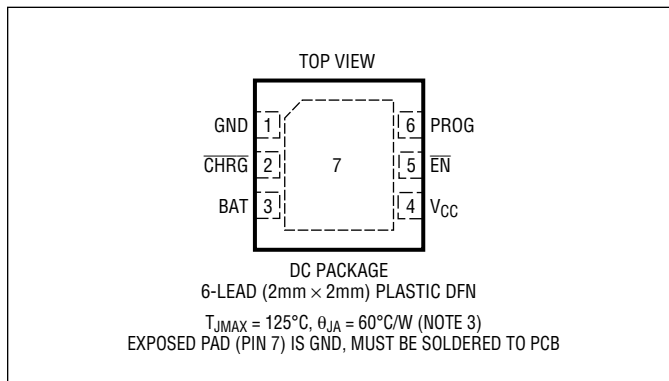 TOP VIEW
GND 1 6 PROG
CHRG 2 7 5 EN
BAT 3 4 VCC
DC PACKAGE
6-LEAD (2mm × 2mm) PLASTIC DFN
TJMAX = 125°C, θJA = 60°C/W (NOTE 3)
EXPOSED PAD (PIN 7) IS GND, MUST BE SOLDERED TO PCB